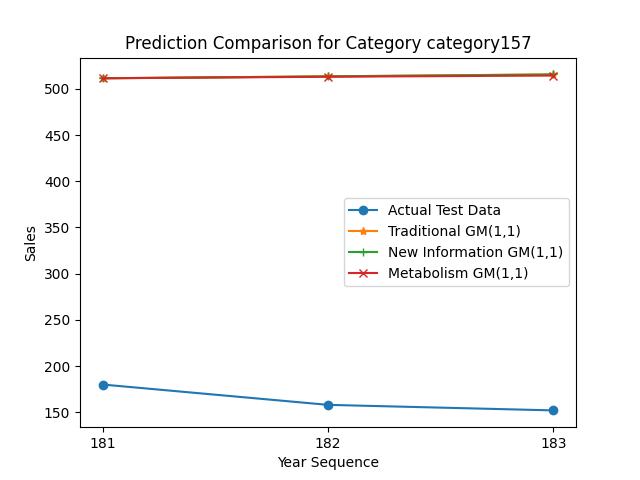 Prediction Comparison for Category category157
500
450
400
350
300
250
200
150
Sales
Actual Test Data
Traditional GM(1,1)
New Information GM(1,1)
Metabolism GM(1,1)
181
182
183
Year Sequence